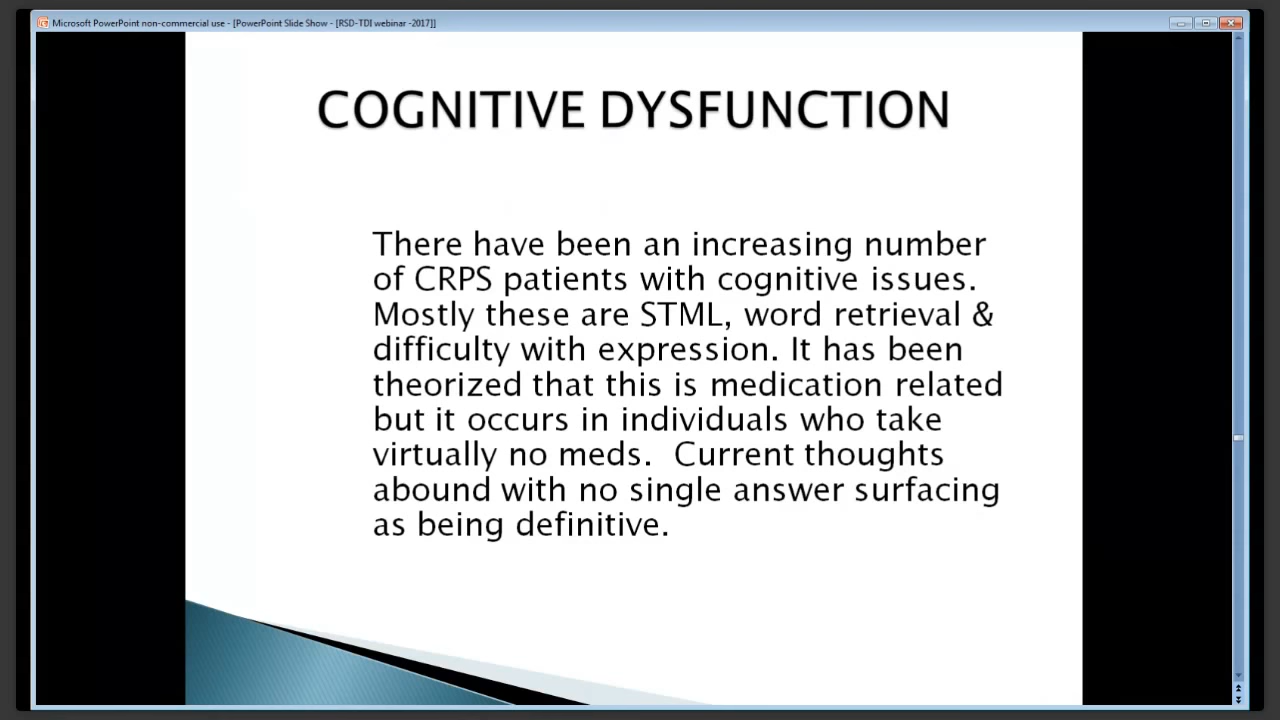 Microsoft PowerPoint non-commercial use - [PowerPoint Slide Show - [RSD-TDI webinar -2017]]
COGNITIVE DYSFUNCTION
There have been an increasing number
of CRPS patients with cognitive issues.
Mostly these are STML, word retrieval &
difficulty with expression. It has been
theorized that this is medication related
but it occurs in individuals who take
virtually no meds.  Current thoughts
abound with no single answer surfacing
as being definitive.